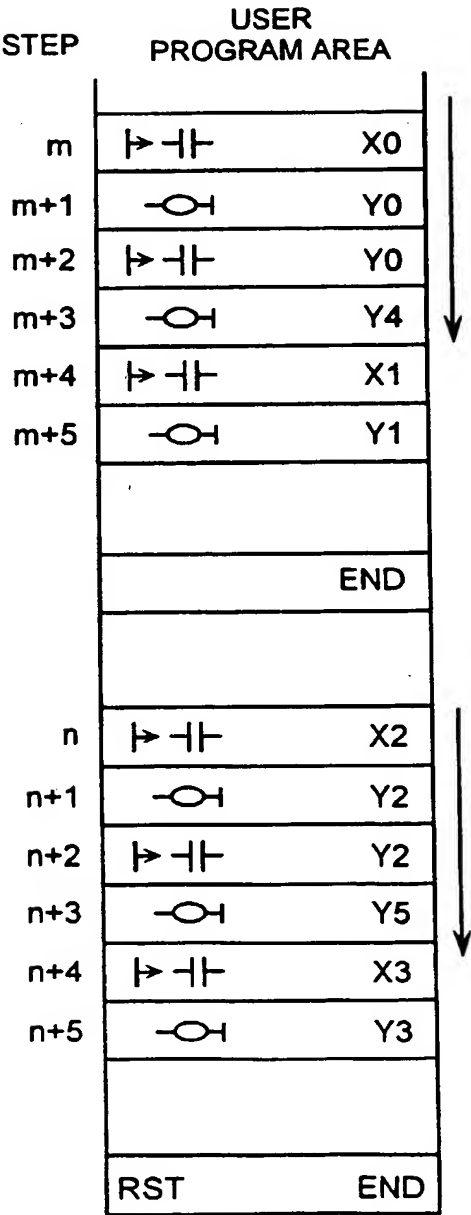 USER
STEP PROGRAM AREA
m X0
m+1 Y0
m+2 Y0
m+3 Y4
m+4 X1
m+5 Y1
END
n X2
n+1 Y2
n+2 Y2
n+3 Y5
n+4 X3
n+5 Y3
RST END